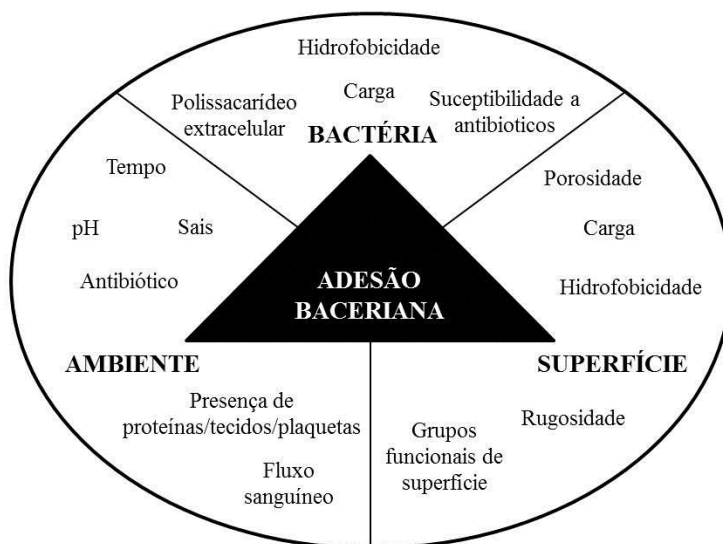 Hidrofobicidade
Carga
Polissacarídeo
extracelular
Suceptibilidade a
antibioticos
BACTÉRIA
Tempo
pH
Sais
Antibiótico
Porosidade
Carga
Hidrofobicidade
ADESÃO
BACERIANA
AMBIENTE
SUPERFÍCIE
Presença de
proteínas/tecidos/plaquetas
Fluxo
sanguíneo
Grupos
funcionais de
superfície
Rugosidade